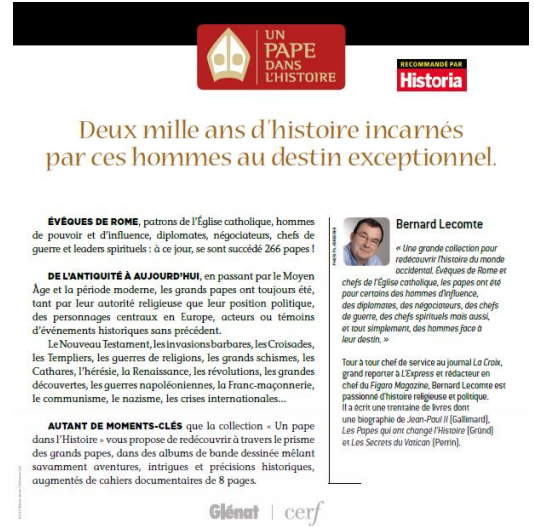 UN
PAPE
DANS
L'HISTOIRE
RECOMMANDÉ PAR
Historia
Deux mille ans d'histoire incarnés
par ces hommes au destin exceptionnel.
ÉVÊQUES DE ROME, patrons de l'Église catholique, hommes
de pouvoir et d'influence, diplomates, négociateurs, chefs de
guerre et leaders spirituels : à ce jour, se sont succédé 266 papes !
DE L'ANTIQUITÉ À AUJOURD'HUI, en passant par le Moyen
Âge et la période moderne, les grands papes ont toujours été,
tant par leur autorité religieuse que leur position politique,
des personnages centraux en Europe, acteurs ou témoins
d'événements historiques sans précédent.
Le Nouveau Testament, les invasions barbares, les Croisades,
les Templiers, les guerres de religions, les grands schismes, les
Cathares, l'hérésie, la Renaissance, les révolutions, les grandes
découvertes, les guerres napoléoniennes, la Franc-maçonnerie,
le communisme, le nazisme, les crises internationales...
AUTANT DE MOMENTS-CLÉS que la collection « Un pape
dans l'Histoire » vous propose de redécouvrir à travers le prisme
des grands papes, dans des albums de bande dessinée mêlant
savamment aventures, intrigues et précisions historiques,
augmentés de cahiers documentaires de 8 pages.
Bernard Lecomte
« Une grande collection pour
redécouvrir l'histoire du monde
occidental. Évêques de Rome et
chefs de l'Église catholique, les papes ont été
pour certains des hommes d'influence,
des diplomates, des négociateurs, des chefs
de guerre, des chefs spirituels mais aussi,
et tout simplement, des hommes face à
leur destin. »
Tour à tour chef de service au journal La Croix,
grand reporter à L'Express et rédacteur en
chef du Figaro Magazine, Bernard Lecomte est
passionné d'histoire religieuse et politique.
Il a écrit une trentaine de livres dont
une biographie de Jean-Paul II (Gallimard),
Les Papes qui ont changé l'Histoire (Gründ)
et Les Secrets du Vatican (Perrin).
Glénat | cerf